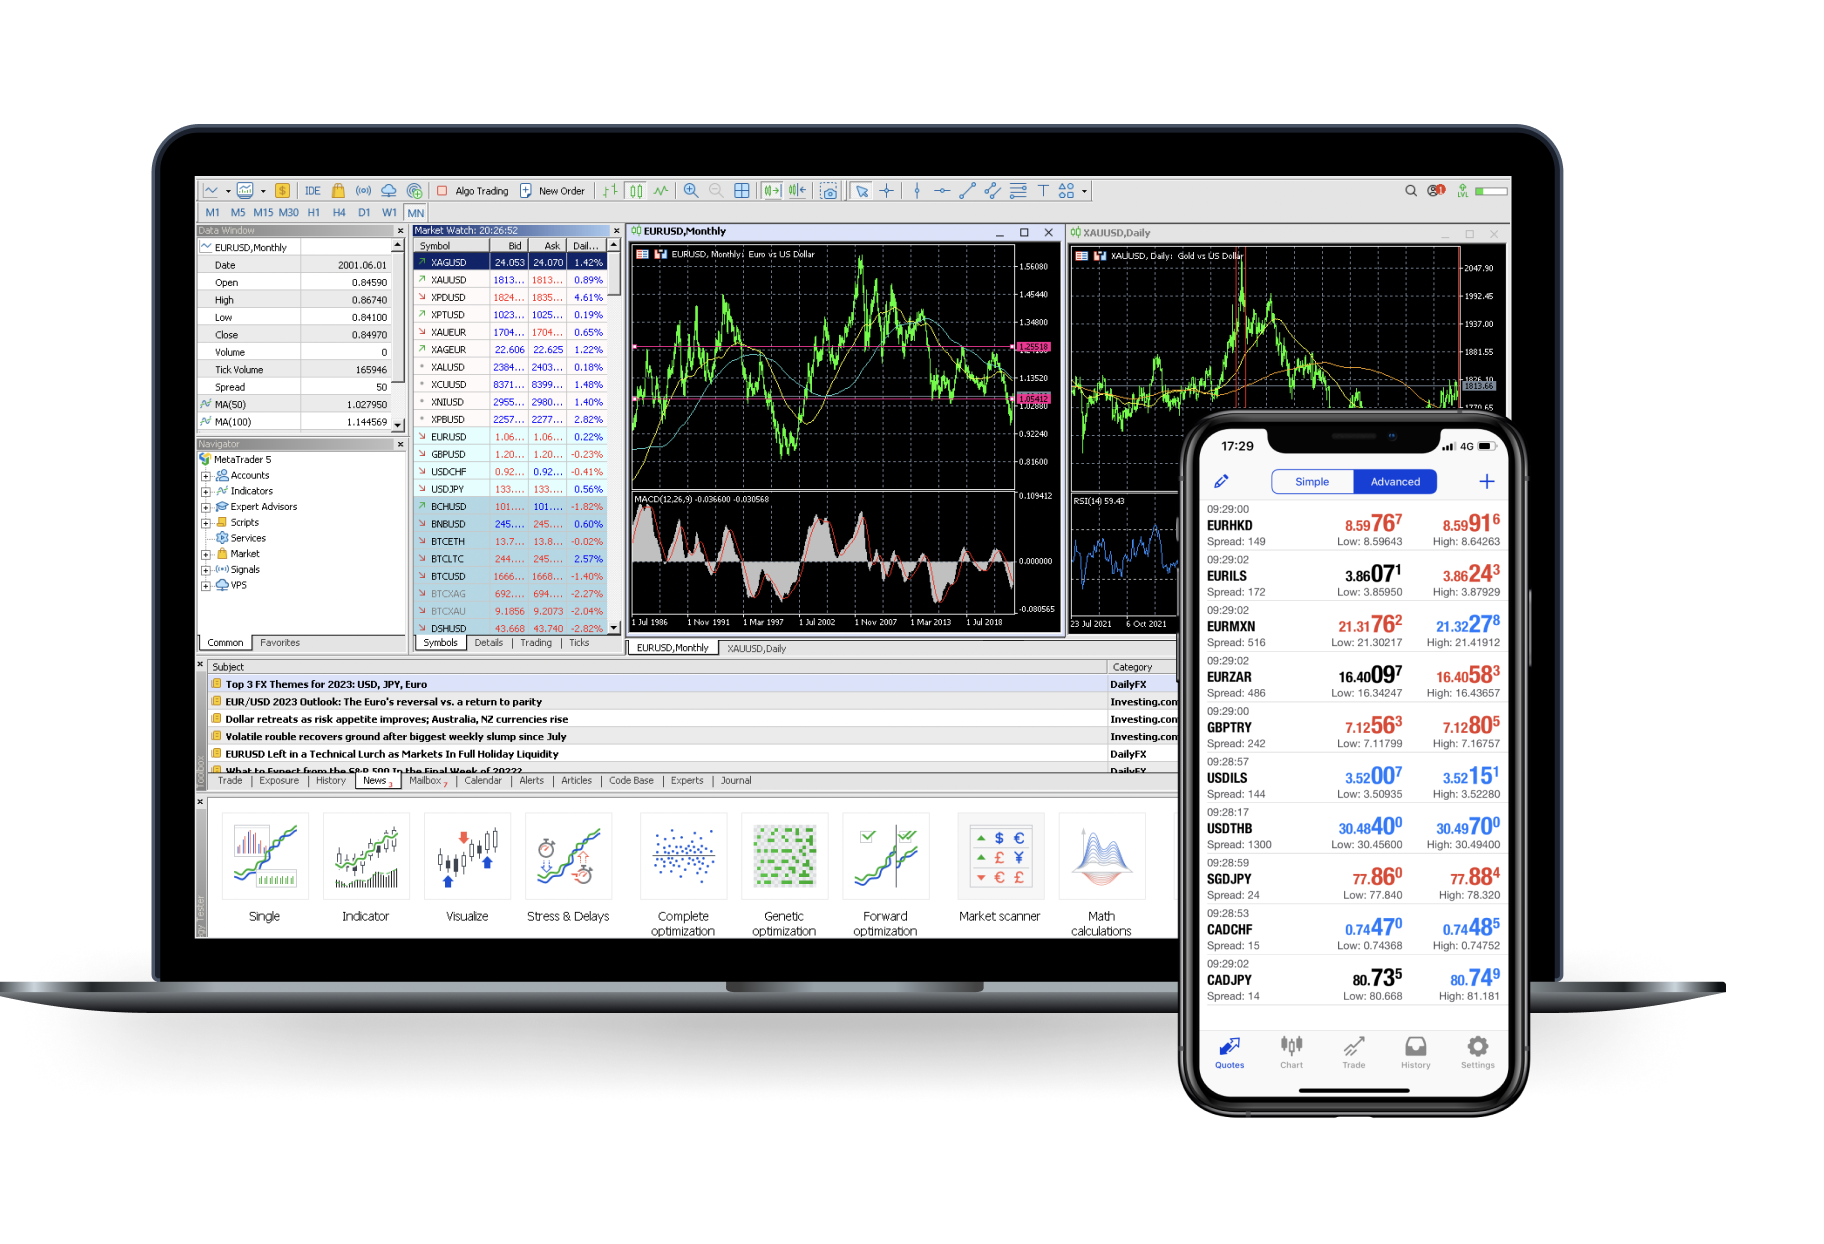 IDE Algo Trading New Order LVL
M1 M5 M15 M30 H1 H4 D1 W1 MN
Data Window
EURUSD,Monthly
Date 2001.06.01
Open 0.84590
High 0.86740
Low 0.84100
Close 0.84970
Volume 0
Tick Volume 165946
Spread 50
MA(50) 1.027950
MA(100) 1.144569
Navigator
MetaTrader 5
Accounts
Indicators
Expert Advisors
Scripts
Services
Market
Signals
VPS
Common Favorites
Market Watch: 20:26:52
Symbol Bid Ask Dail...
XAGUSD 24.053 24.070 1.42%
XAUUSD 1813... 1813... 0.89%
XPDUSD 1824... 1835... 4.61%
XPTUSD 1023... 1025... 0.19%
XAUEUR 1704... 1704... 0.65%
XAGEUR 22.606 22.625 1.22%
XALUSD 2384... 2403... 0.18%
XCUUSD 8371... 8399... 1.48%
XNIUSD 2955... 2980... 1.40%
XPBUSD 2257... 2277... 2.82%
EURUSD 1.06... 1.06... 0.22%
GBPUSD 1.20... 1.20... -0.23%
USDCHF 0.92... 0.92... -0.41%
USDJPY 133.... 133.... 0.56%
BCHUSD 101.... 101.... -1.82%
BNBUSD 245.... 245.... 0.60%
BTCETH 13.7... 13.8... -0.02%
BTCLTC 244.... 245.... 2.57%
BTCUSD 1666... 1668... -1.40%
BTCXAG 692.... 694.... -2.27%
BTCXAU 9.1856 9.2073 -2.04%
DSHUSD 43.668 43.740 -2.82%
Symbols Details Trading Ticks
EURUSD,Monthly
EURUSD, Monthly: Euro vs US Dollar
1.56080
1.45440
1.34800
1.25518
1.13520
1.05412
1.02880
0.92240
0.81600
MACD(12,26,9) -0.036600 -0.030568
0.109412
0.000000
-0.080565
1 Jul 1986 1 Nov 1991 1 Mar 1997 1 Jul 2002 1 Nov 2007 1 Mar 2013 1 Jul 2018
EURUSD,Monthly XAUUSD,Daily
XAUUSD,Daily
XAUUSD, Daily: Gold vs US Dollar
2047.90
1992.45
1937.00
1881.55
1826.10
1813.66
1770.65
RSI(14) 59.43
23 Jul 2021 6 Oct 2021
Subject Category
Top 3 FX Themes for 2023: USD, JPY, Euro DailyFX
EUR/USD 2023 Outlook: The Euro's reversal vs. a return to parity Investing.com
Dollar retreats as risk appetite improves; Australia, NZ currencies rise Investing.com
Volatile rouble recovers ground after biggest weekly slump since July Investing.com
EURUSD Left in a Technical Lurch as Markets In Full Holiday Liquidity DailyFX
What to Expect from the S&P 500 In the Final Week of 2022? DailyFX
Trade Exposure History News 3 Mailbox 7 Calendar Alerts Articles Code Base Experts Journal
Single
Indicator
Visualize
Stress & Delays
Complete
optimization
Genetic
optimization
Forward
optimization
Market scanner
Math
calculations
17:29 4G
Simple Advanced
09:29:00
EURHKD 8.59767 8.59916
Spread: 149 Low: 8.59643 High: 8.64263
09:29:02
EURILS 3.86071 3.86243
Spread: 172 Low: 3.85950 High: 3.87929
09:29:02
EURMXN 21.31762 21.32278
Spread: 516 Low: 21.30217 High: 21.41912
09:29:02
EURZAR 16.40097 16.40583
Spread: 486 Low: 16.34247 High: 16.43657
09:29:00
GBPTRY 7.12563 7.12805
Spread: 242 Low: 7.11799 High: 7.16757
09:28:57
USDILS 3.52007 3.52151
Spread: 144 Low: 3.50935 High: 3.52280
09:28:17
USDTHB 30.48400 30.49700
Spread: 1300 Low: 30.45600 High: 30.49400
09:28:59
SGDJPY 77.860 77.884
Spread: 24 Low: 77.840 High: 78.320
09:28:53
CADCHF 0.74470 0.74485
Spread: 15 Low: 0.74368 High: 0.74752
09:29:02
CADJPY 80.735 80.749
Spread: 14 Low: 80.668 High: 81.181
Quotes Chart Trade History Settings